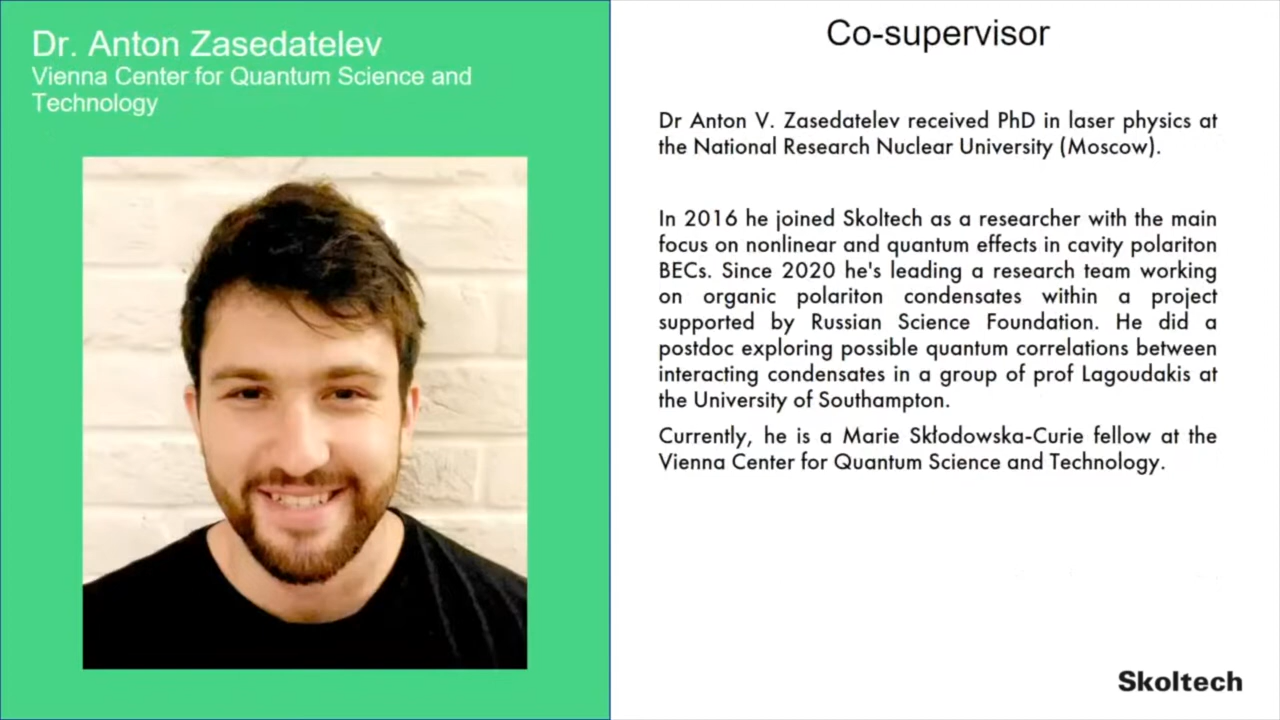 Dr. Anton Zasedatelev
Vienna Center for Quantum Science and
Technology
Co-supervisor
Dr Anton V. Zasedatelev received PhD in laser physics at
the National Research Nuclear University (Moscow).
In 2016 he joined Skoltech as a researcher with the main
focus on nonlinear and quantum effects in cavity polariton
BECs. Since 2020 he's leading a research team working
on organic polariton condensates within a project
supported by Russian Science Foundation. He did a
postdoc exploring possible quantum correlations between
interacting condensates in a group of prof Lagoudakis at
the University of Southampton.
Currently, he is a Marie Skłodowska-Curie fellow at the
Vienna Center for Quantum Science and Technology.
Skoltech